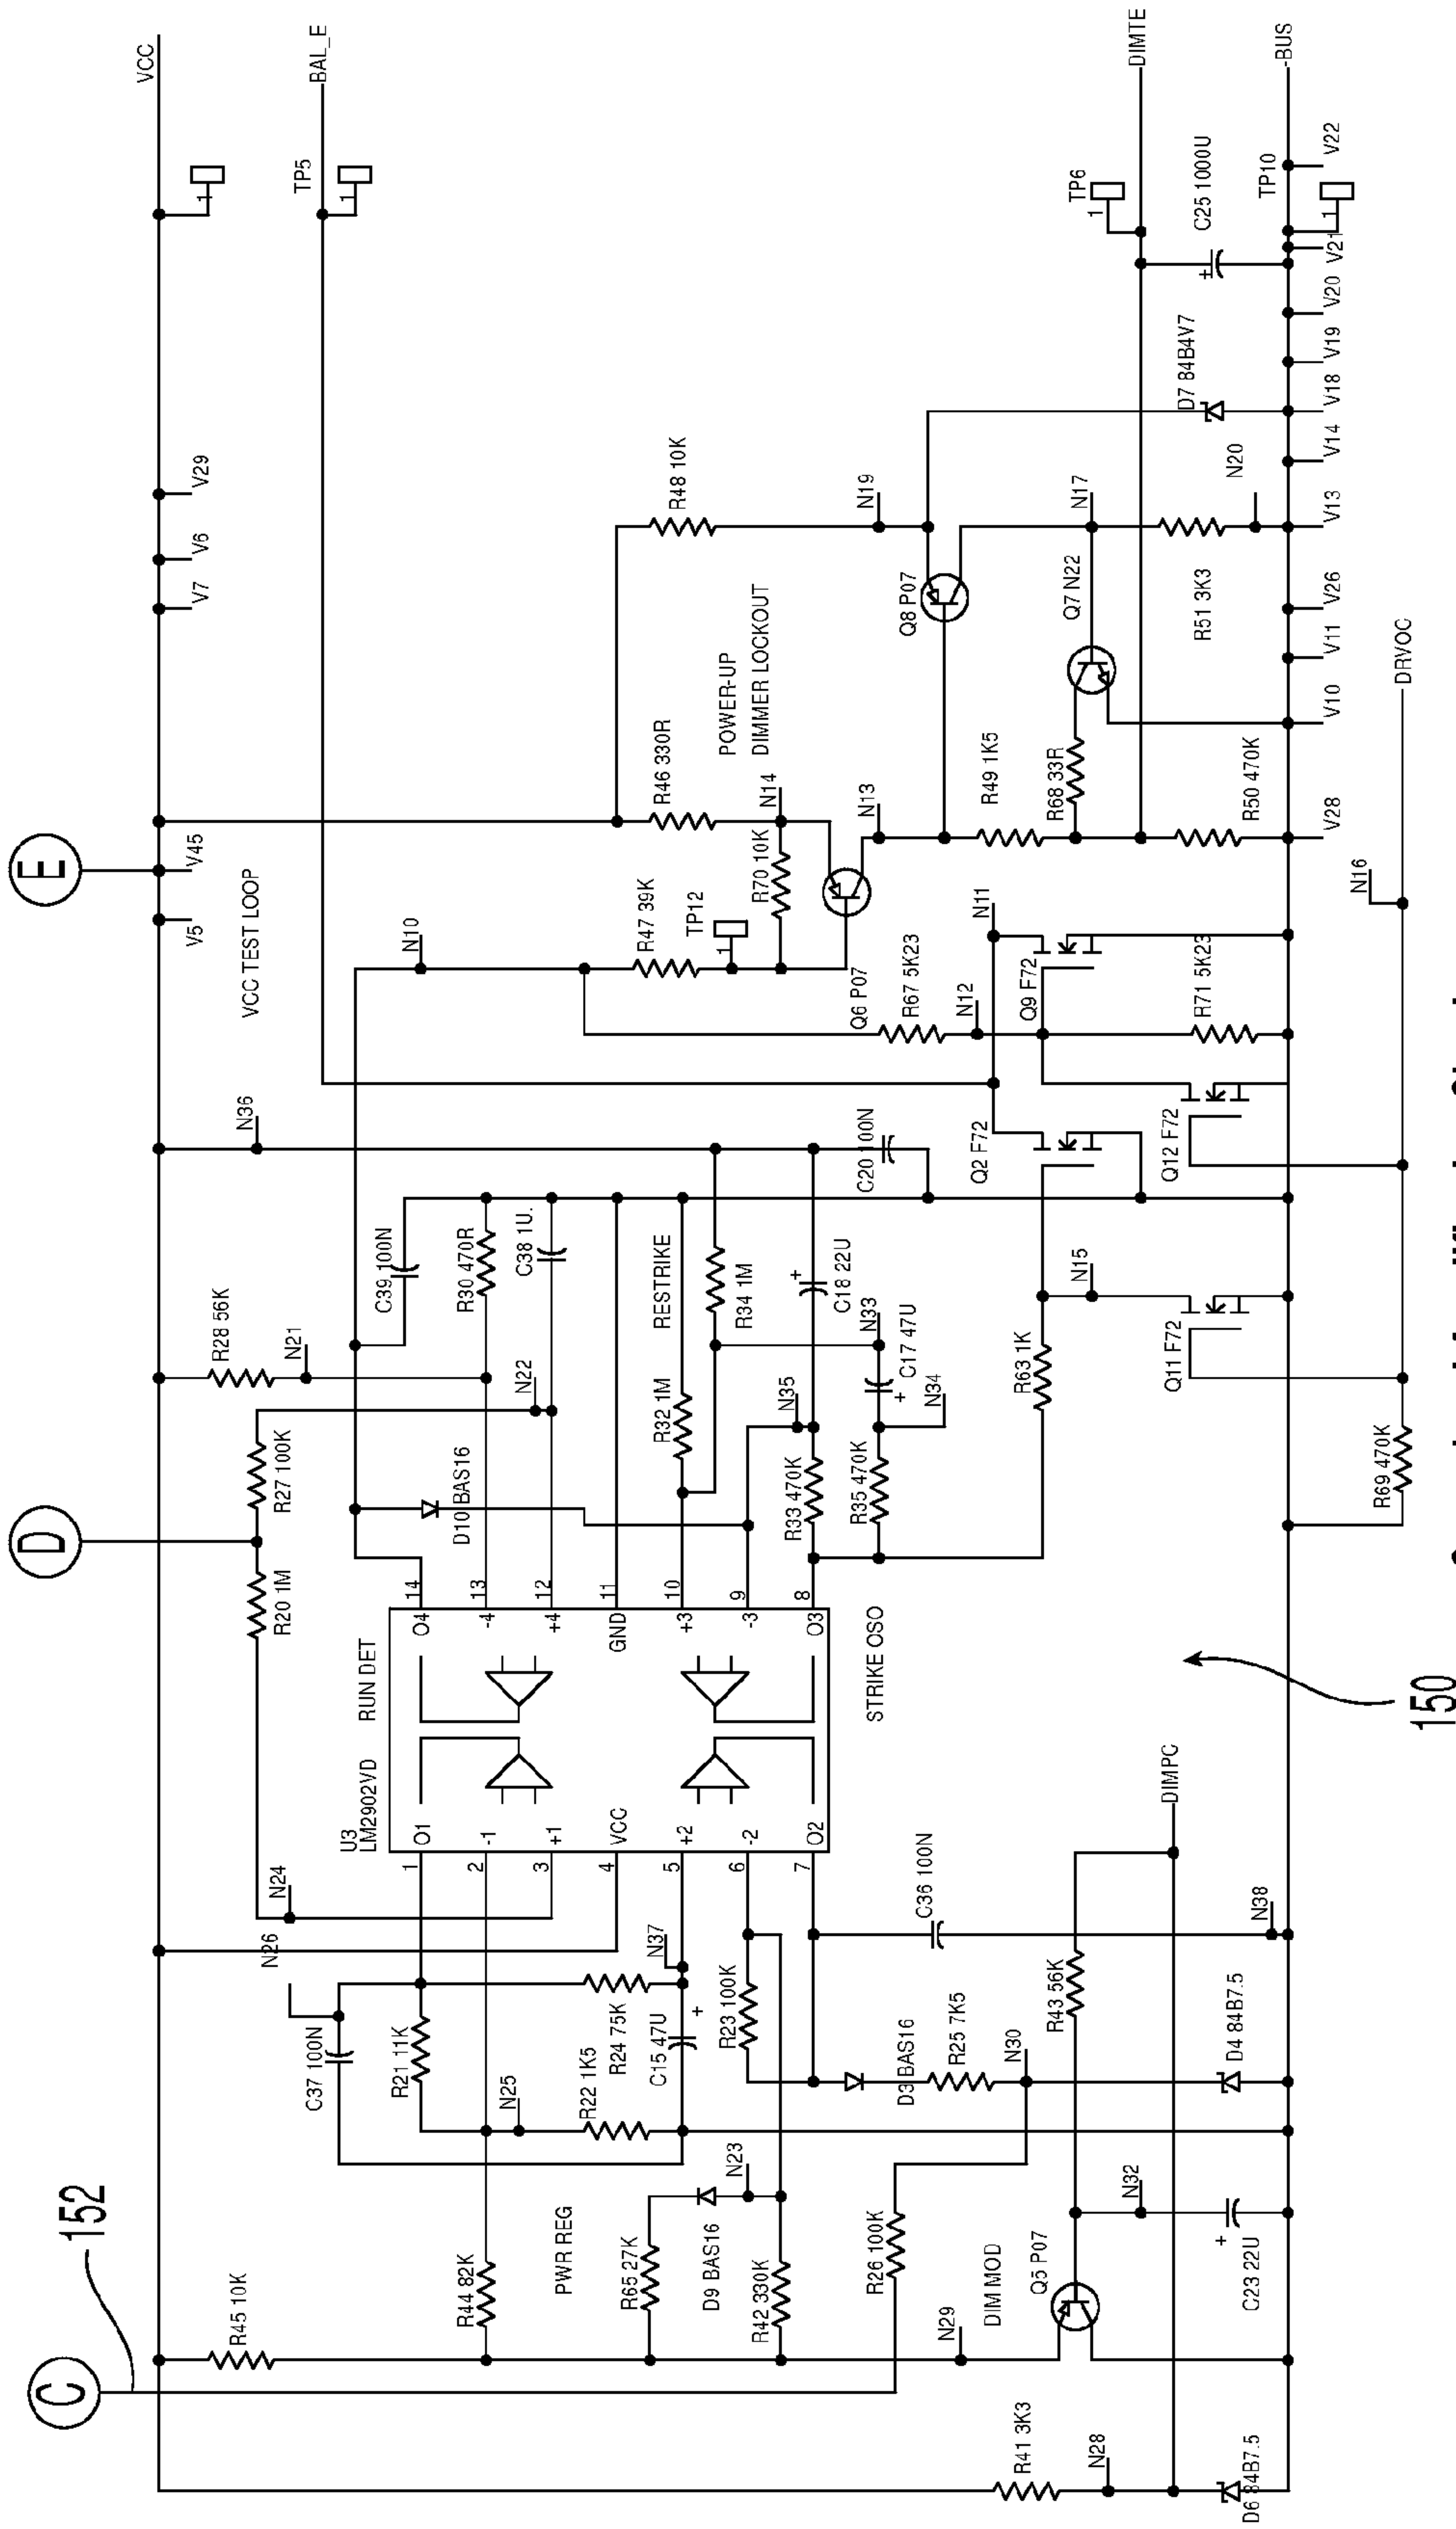 C
152
D
E
VCC
BAL_E
DIMTE
-BUS
DRVOC
DIMPC
150
R45 10K
R44 82K
PWR REG
R65 27K
D9 BAS16
R42 330K
N23
R26 100K
N29
DIM MOD
Q5 P07
N32
C23 22U
R41 3K3
N28
D6 84B7.5
R43 56K
N26
N24
C37 100N
R21 11K
N25
R22 1K5
R24 75K
C15 47U
+
N37
R23 100K
D3 BAS16
R25 7K5
N30
D4 84B7.5
C36 100N
N38
U3
LM2902VD
RUN DET
STRIKE OSO
1
2
3
4
5
6
7
O1
-1
+1
VCC
+2
-2
O2
O4
-4
+4
GND
+3
-3
O3
14
13
12
11
10
9
8
R20 1M
R27 100K
R28 56K
N21
N22
D10 BAS16
C39 100N
R30 470R
C38 1U.
R32 1M
RESTRIKE
R34 1M
N35
R33 470K
C18 22U
+
N33
C17 47U
+
R35 470K
N34
R63 1K
N15
Q11 F72
R69 470K
N36
C20 100N
Q2 F72
Q12 F72
N12
N11
Q9 F72
R71 5K23
R67 5K23
Q6 P07
N16
V5
V45
VCC TEST LOOP
N10
R47 39K
TP12
1
R70 10K
N14
R46 330R
POWER-UP
DIMMER LOCKOUT
N13
R49 1K5
R68 33R
R50 470K
V7
V6
V29
R48 10K
N19
Q8 P07
N17
Q7 N22
R51 3K3
N20
D7 84B4V7
V28
V10
V11
V26
V13
V14
V18
V19
V20
V21
V22
1
TP5
1
TP6
1
C25 1000U
+
TP10
1